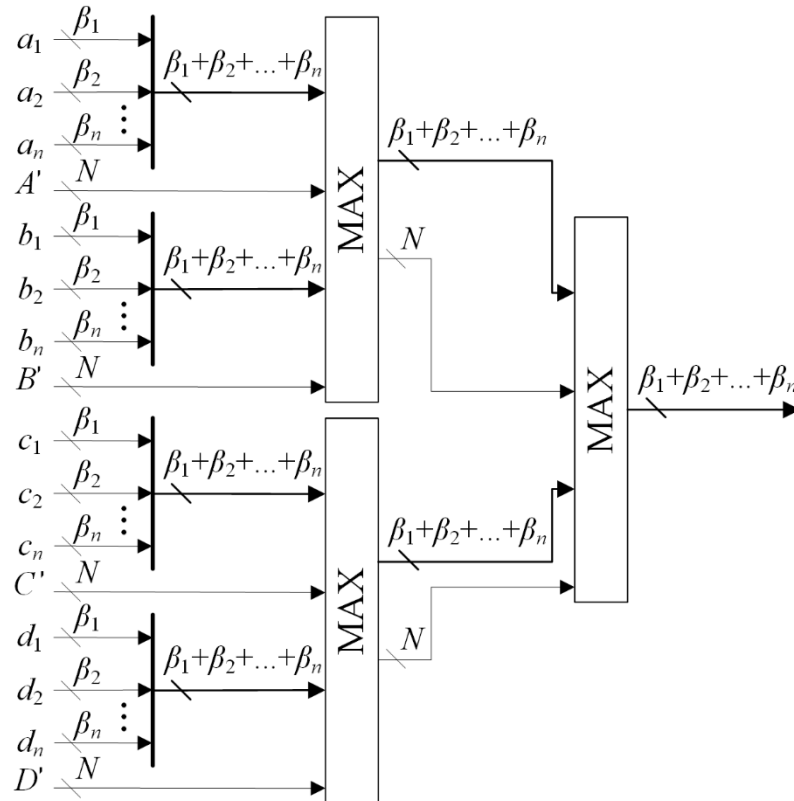 a₁ β₁
a₂ β₂ β₁+β₂+...+βₙ
⋮
aₙ βₙ
A' N
b₁ β₁
b₂ β₂ β₁+β₂+...+βₙ
⋮
bₙ βₙ
B' N
MAX
β₁+β₂+...+βₙ
N
c₁ β₁
c₂ β₂ β₁+β₂+...+βₙ
⋮
cₙ βₙ
C' N
d₁ β₁
d₂ β₂ β₁+β₂+...+βₙ
⋮
dₙ βₙ
D' N
MAX
β₁+β₂+...+βₙ
N
MAX
β₁+β₂+...+βₙ